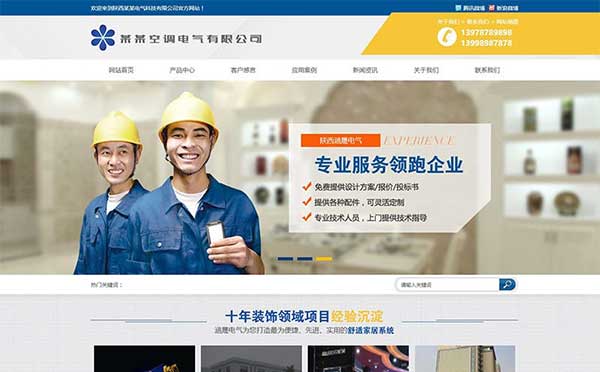 欢迎来到陕西某某电气科技有限公司官方网站！
腾讯微博 新浪微博
关于我们 > 联系我们 > 网站地图
某某空调电气有限公司
13978789898
13998987878
网站首页 产品中心 客户感言 应用案例 新闻资讯 关于我们 联系我们
陕西涵晟电气 EXPERIENCE
专业服务领跑企业
免费提供设计方案/报价/投标书
提供各种配件，可灵活定制
专业技术人员，上门提供技术指导
热门关键词：
请输入关键词
十年装饰领域项目经验沉淀
涵晟电气为您打造最为便捷、先进、实用的舒适家居系统